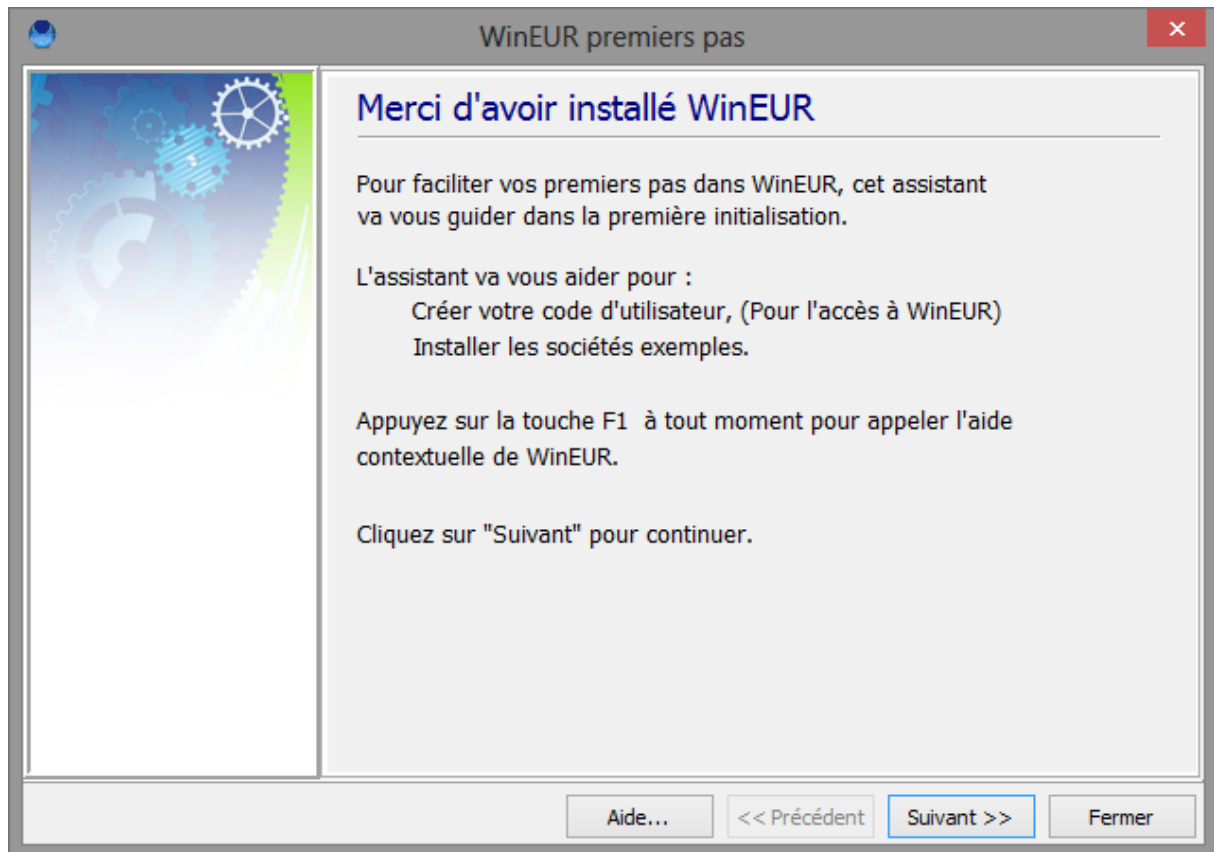 WinEUR premiers pas
Merci d'avoir installé WinEUR
Pour faciliter vos premiers pas dans WinEUR, cet assistant
va vous guider dans la première initialisation.
L'assistant va vous aider pour :
Créer votre code d'utilisateur, (Pour l'accès à WinEUR)
Installer les sociétés exemples.
Appuyez sur la touche F1 à tout moment pour appeler l'aide
contextuelle de WinEUR.
Cliquez sur "Suivant" pour continuer.
Aide... << Précédent Suivant >> Fermer